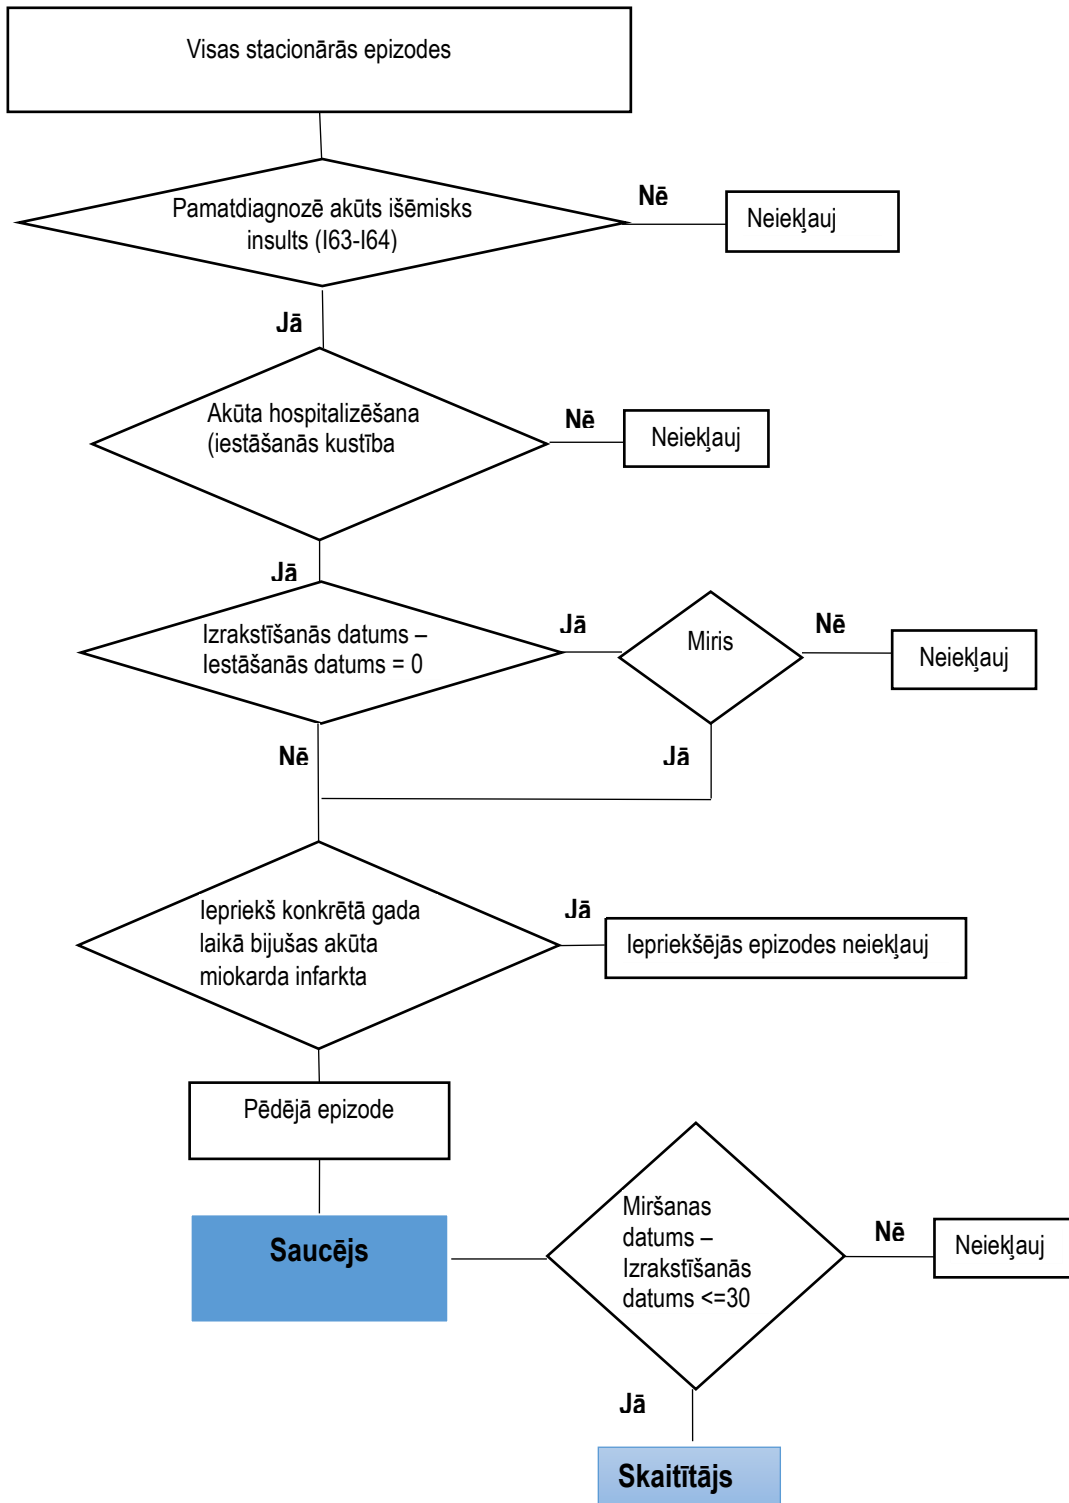 Visas stacionārās epizodes
Pamatdiagnozē akūts išēmisks
insults (I63-I64)
Nē
Neiekļauj
Jā
Akūta hospitalizēšana
(iestāšanās kustība
Nē
Neiekļauj
Jā
Izrakstīšanās datums –
Iestāšanās datums = 0
Jā
Miris
Nē
Neiekļauj
Nē
Jā
Iepriekš konkrētā gada
laikā bijušas akūta
miokarda infarkta
Jā
Iepriekšējās epizodes neiekļauj
Pēdējā epizode
Saucējs
Miršanas
datums –
Izrakstīšanās
datums <=30
Nē
Neiekļauj
Jā
Skaitītājs